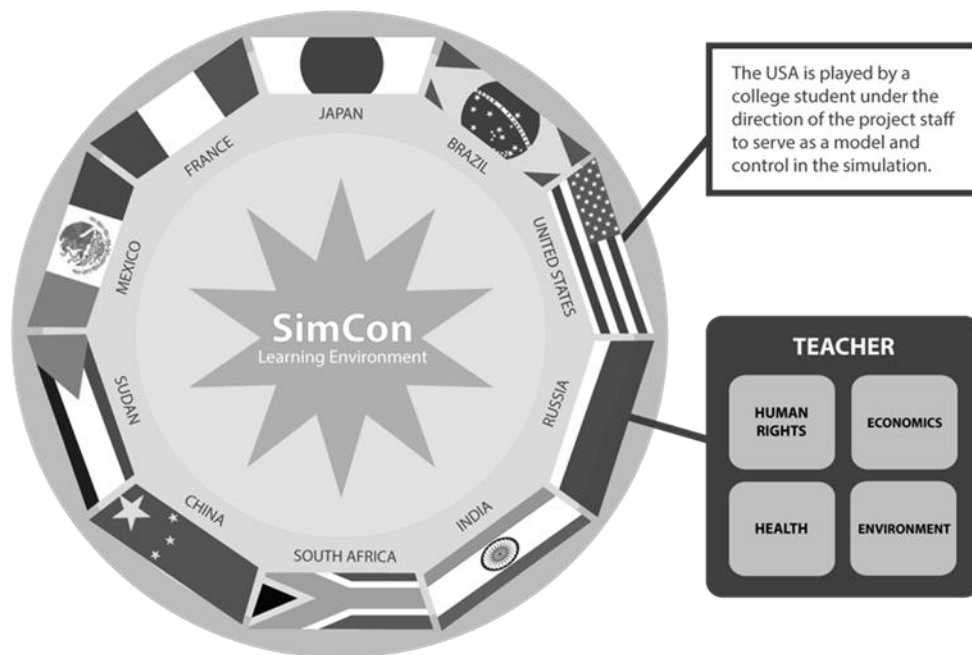 JAPAN
BRAZIL
UNITED STATES
RUSSIA
INDIA
SOUTH AFRICA
CHINA
SUDAN
MEXICO
FRANCE
SimCon
Learning Environment
The USA is played by a
college student under the
direction of the project staff
to serve as a model and
control in the simulation.
TEACHER
HUMAN
RIGHTS
ECONOMICS
HEALTH
ENVIRONMENT